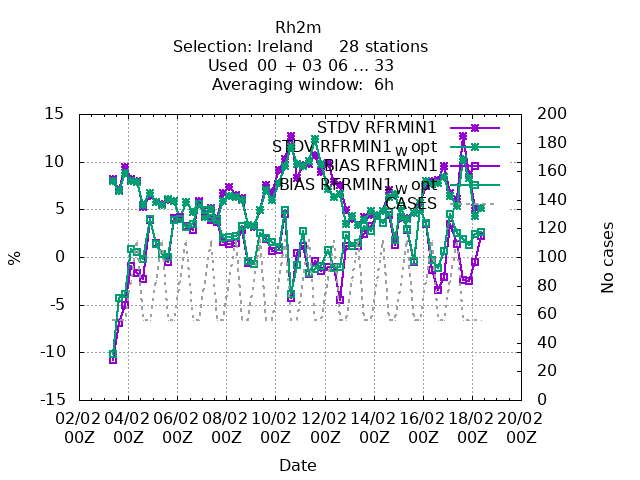 Rh2m
Selection: Ireland 28 stations
Used 00 + 03 06 ... 33
Averaging window: 6h
STDV RFRMIN1
STDV RFRMIN1W opt
BIAS RFRMIN1
BIAS RFRMIN1W opt
CASES
15
10
5
0
-5
-10
-15
%
200
180
160
140
120
100
80
60
40
20
0
No cases
02/02 04/02 06/02 08/02 10/02 12/02 14/02 16/02 18/02 20/02
00Z 00Z 00Z 00Z 00Z 00Z 00Z 00Z 00Z 00Z
Date